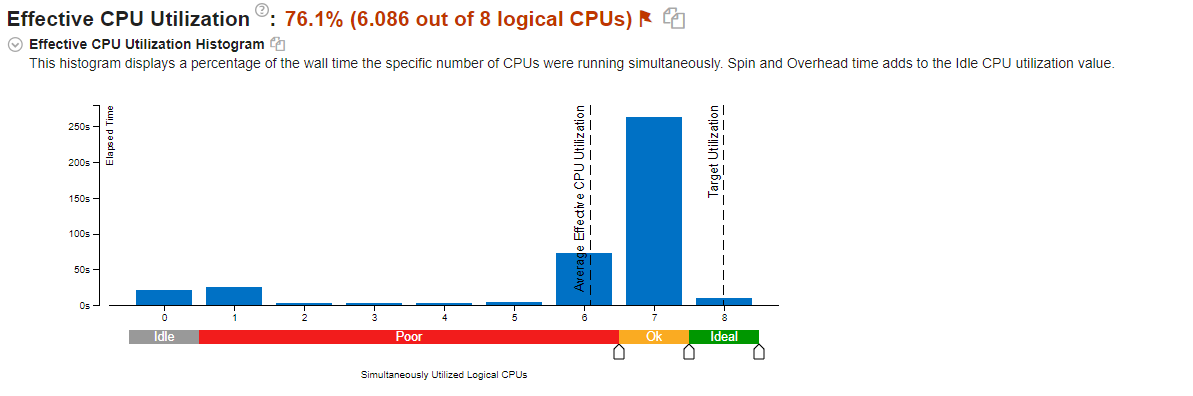 Effective CPU Utilization ?: 76.1% (6.086 out of 8 logical CPUs)
Effective CPU Utilization Histogram
This histogram displays a percentage of the wall time the specific number of CPUs were running simultaneously. Spin and Overhead time adds to the Idle CPU utilization value.
Elapsed Time
250s
200s
150s
100s
50s
0s
Average Effective CPU Utilization
Target Utilization
0 1 2 3 4 5 6 7 8
Idle Poor Ok Ideal
Simultaneously Utilized Logical CPUs